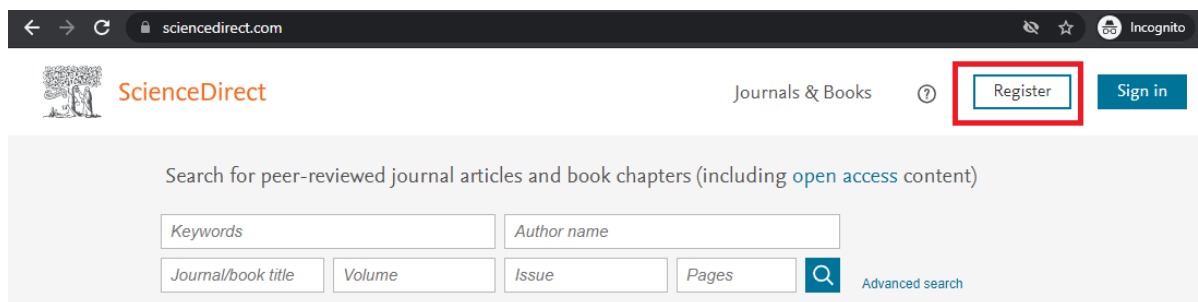 sciencedirect.com Incognito
ScienceDirect Journals & Books ? Register Sign in
Search for peer-reviewed journal articles and book chapters (including open access content)
Keywords Author name
Journal/book title Volume Issue Pages Advanced search